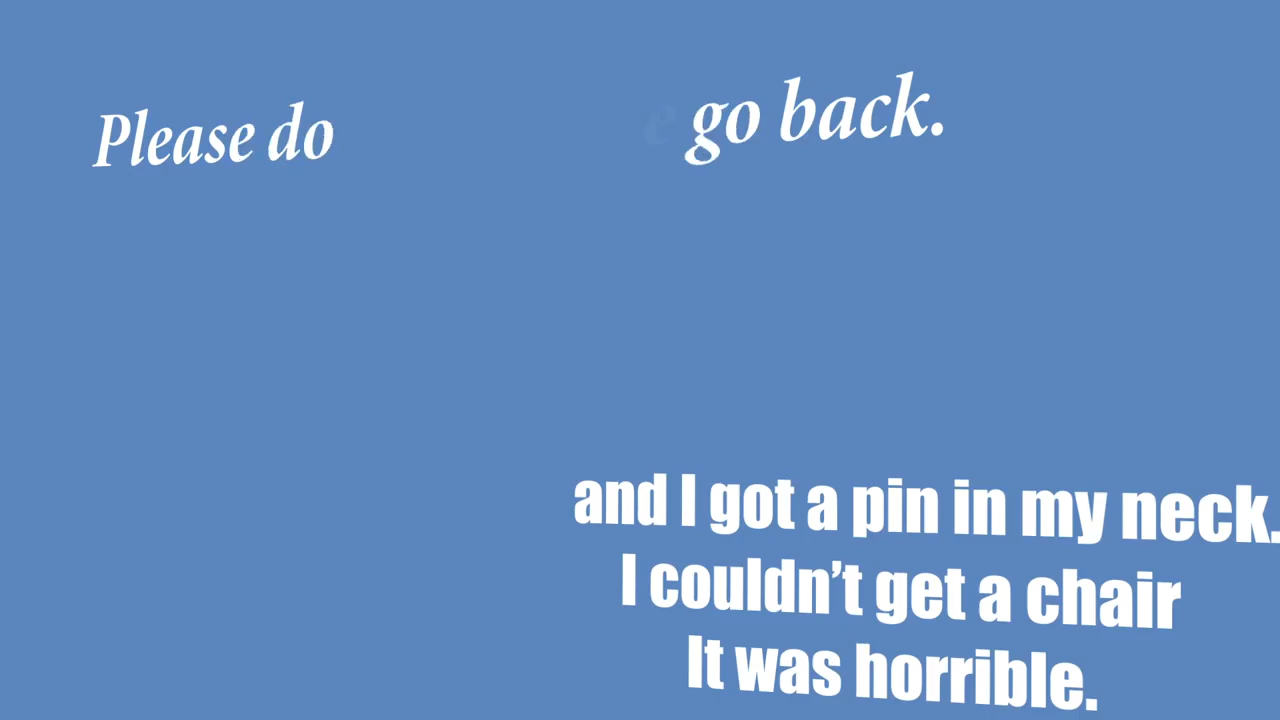 Please do go back.
and I got a pin in my neck.
I couldn’t get a chair
It was horrible.